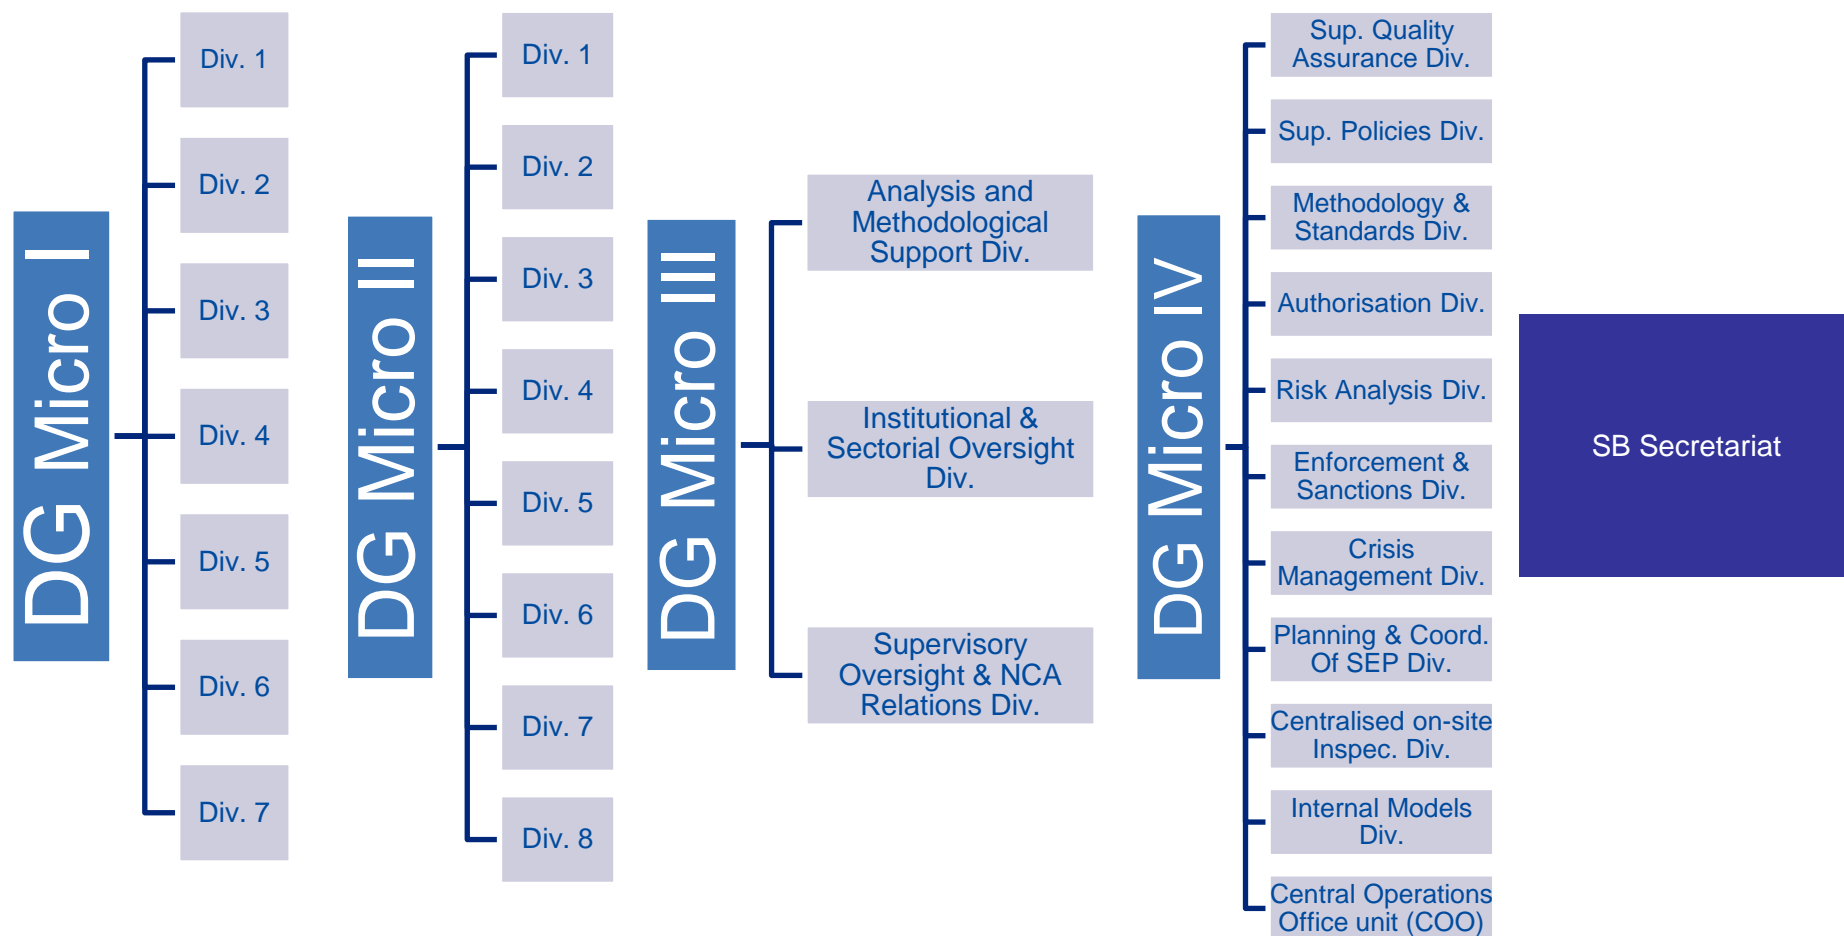 DG Micro I
Div. 1
Div. 2
Div. 3
Div. 4
Div. 5
Div. 6
Div. 7
DG Micro II
Div. 1
Div. 2
Div. 3
Div. 4
Div. 5
Div. 6
Div. 7
Div. 8
DG Micro III
Analysis and
Methodological
Support Div.
Institutional &
Sectorial Oversight
Div.
Supervisory
Oversight & NCA
Relations Div.
DG Micro IV
Sup. Quality
Assurance Div.
Sup. Policies Div.
Methodology &
Standards Div.
Authorisation Div.
Risk Analysis Div.
Enforcement &
Sanctions Div.
Crisis
Management Div.
Planning & Coord.
Of SEP Div.
Centralised on-site
Inspec. Div.
Internal Models
Div.
Central Operations
Office unit (COO)
SB Secretariat